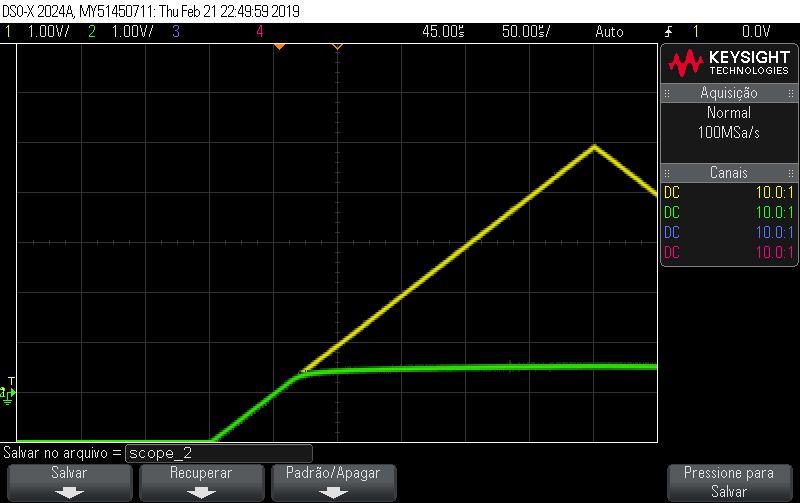 DSO-X 2024A, MY51450711: Thu Feb 21 22:49:59 2019
1 1.00V/ 2 1.00V/ 3 4 45.00ms 50.00ms/ Auto 1 0.0V
KEYSIGHT
TECHNOLOGIES
Aquisição
Normal
100MSa/s
Canais
DC 10.0:1
DC 10.0:1
DC 10.0:1
DC 10.0:1
T
Salvar no arquivo = scope_2
Salvar
Recuperar
Padrão/Apagar
Pressione para
Salvar